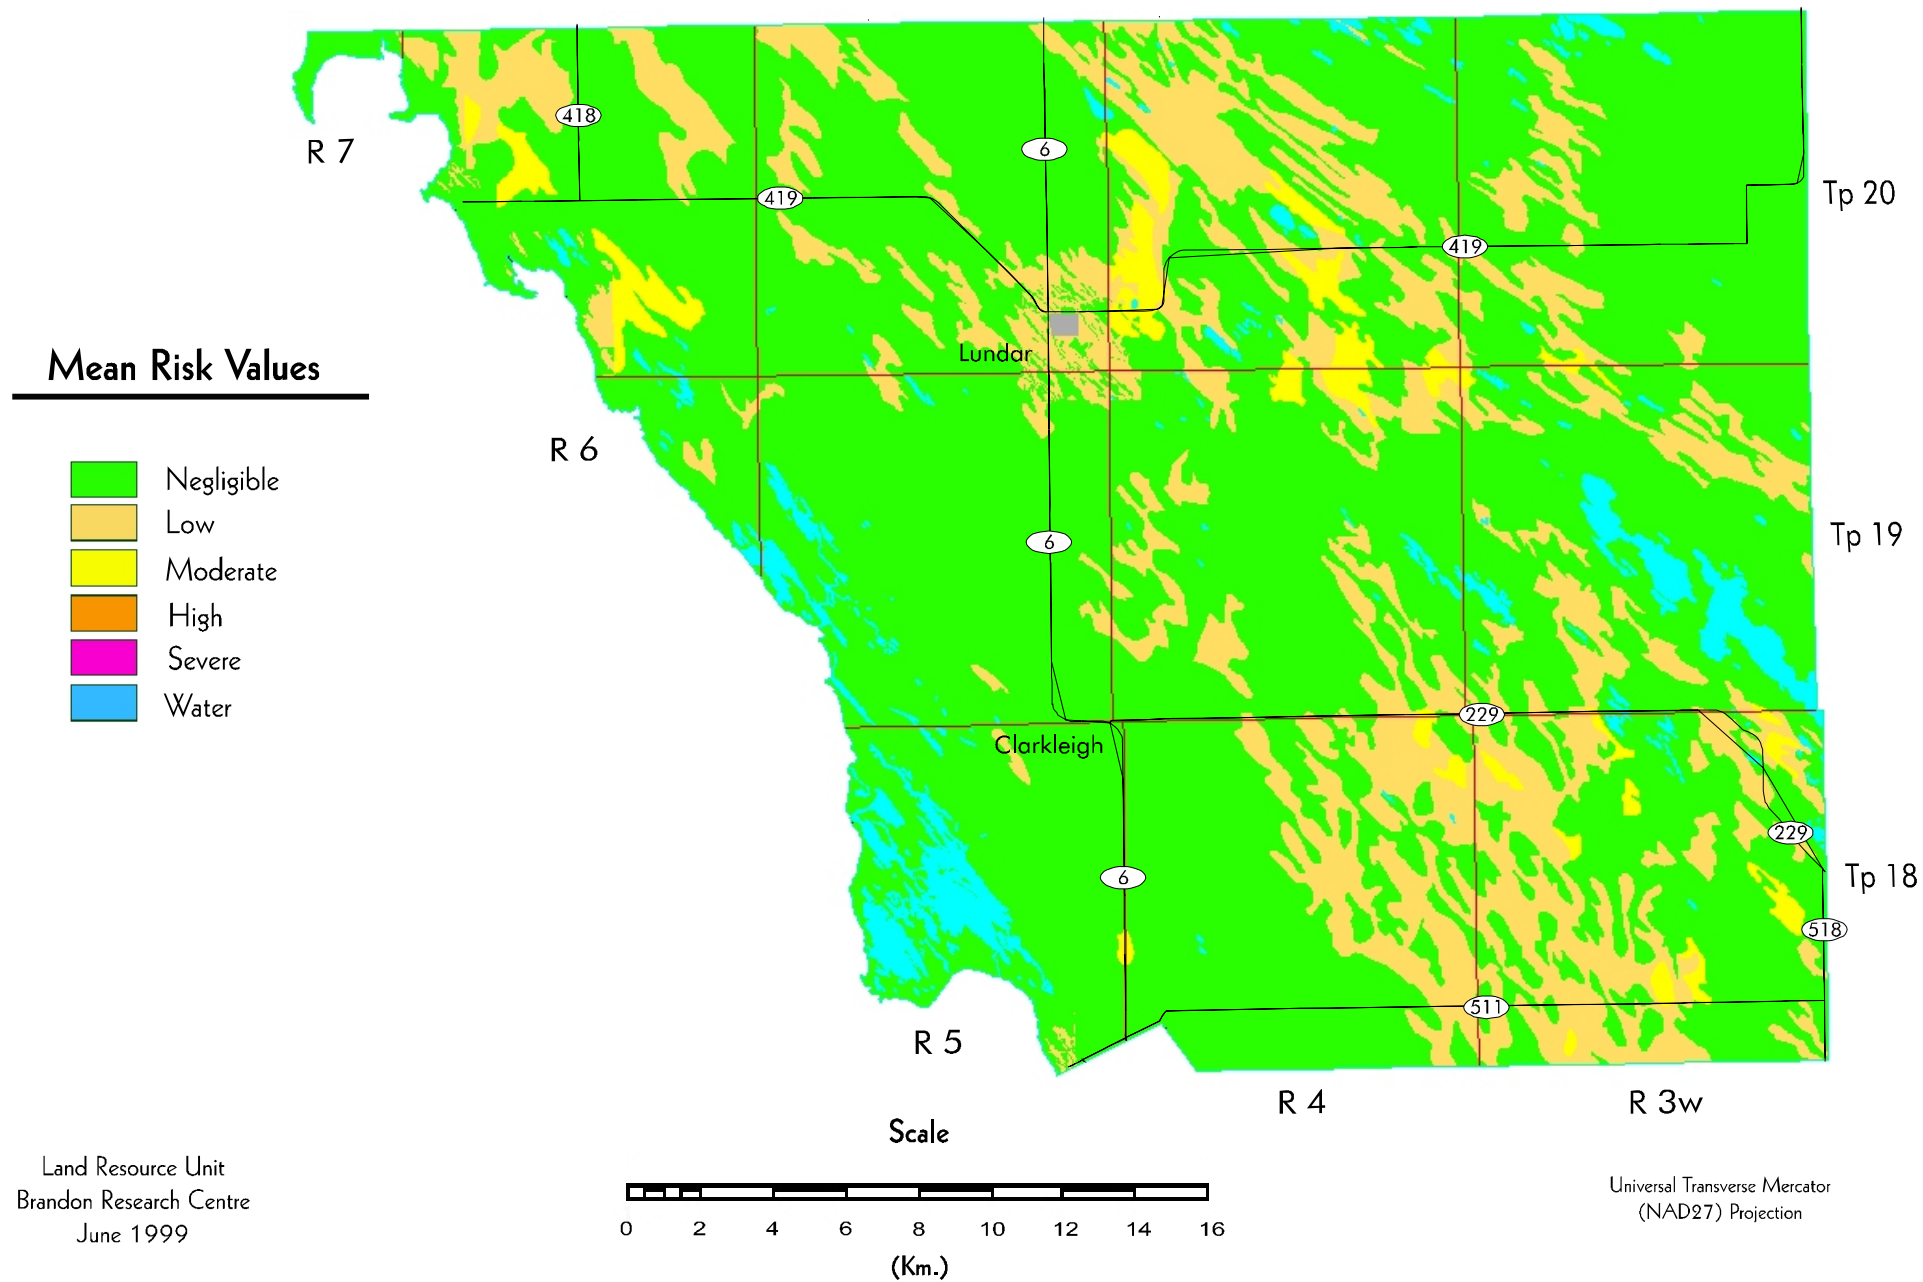 R 7
418
6
419
Tp 20
419
Mean Risk Values
Lundar
R 6
Negligible
Low
Moderate
High
Severe
Water
6
Tp 19
229
Clarkleigh
229
6
Tp 18
518
511
R 5
R 4
R 3w
Scale
0 2 4 6 8 10 12 14 16
(Km.)
Land Resource Unit
Brandon Research Centre
June 1999
Universal Transverse Mercator
(NAD27) Projection